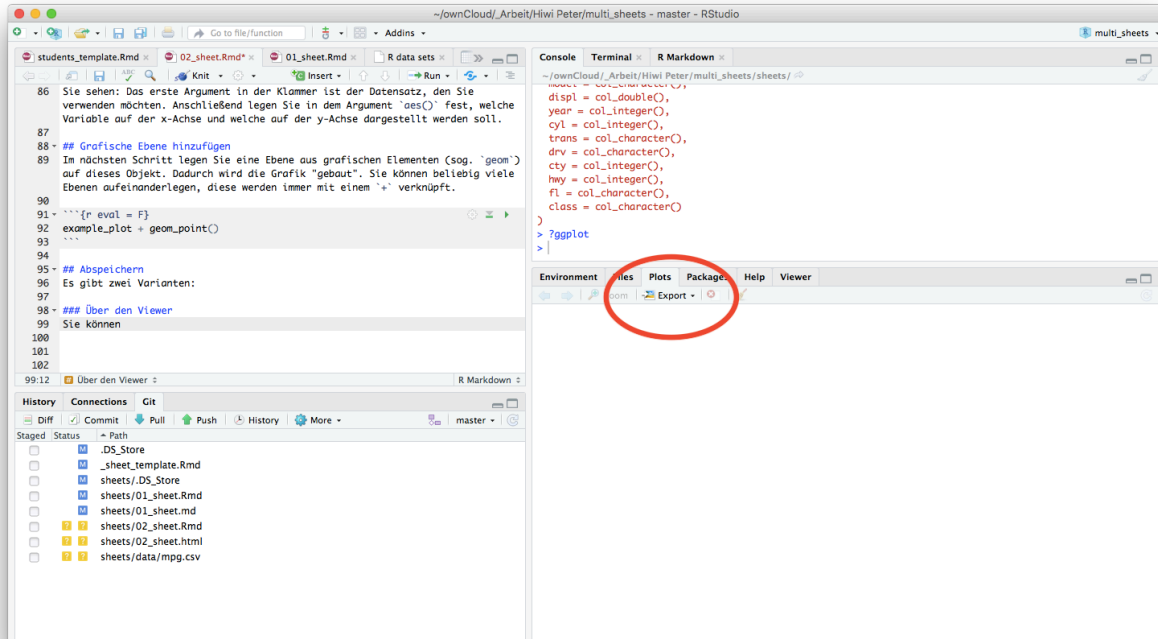 ~/ownCloud/_Arbeit/Hiwi Peter/multi_sheets - master - RStudio
Go to file/function
Addins
multi_sheets
students_template.Rmd
02_sheet.Rmd*
01_sheet.Rmd
R data sets
ABC
Knit
Insert
Run
86 Sie sehen: Das erste Argument in der Klammer ist der Datensatz, den Sie
verwenden möchten. Anschließend legen Sie in dem Argument `aes()` fest, welche
Variable auf der x-Achse und welche auf der y-Achse dargestellt werden soll.
87
88 ## Grafische Ebene hinzufügen
89 Im nächsten Schritt legen Sie eine Ebene aus grafischen Elementen (sog. `geom`)
auf dieses Objekt. Dadurch wird die Grafik "gebaut". Sie können beliebig viele
Ebenen aufeinanderlegen, diese werden immer mit einem `+` verknüpft.
90
91 ```{r eval = F}
92 example_plot + geom_point()
93 ```
94
95 ## Abspeichern
96 Es gibt zwei Varianten:
97
98 ### Über den Viewer
99 Sie können
100
101
102
99:12 # Über den Viewer R Markdown
History Connections Git
Diff Commit Pull Push History More master
Staged Status Path
M .DS_Store
M _sheet_template.Rmd
M sheets/.DS_Store
M sheets/01_sheet.Rmd
M sheets/01_sheet.md
? ? sheets/02_sheet.Rmd
? ? sheets/02_sheet.html
? ? sheets/data/mpg.csv
Console Terminal R Markdown
~/ownCloud/_Arbeit/Hiwi Peter/multi_sheets/sheets/
model = col_character(),
displ = col_double(),
year = col_integer(),
cyl = col_integer(),
trans = col_character(),
drv = col_character(),
cty = col_integer(),
hwy = col_integer(),
fl = col_character(),
class = col_character()
)
> ?ggplot
>
Environment Files Plots Packages Help Viewer
Zoom Export